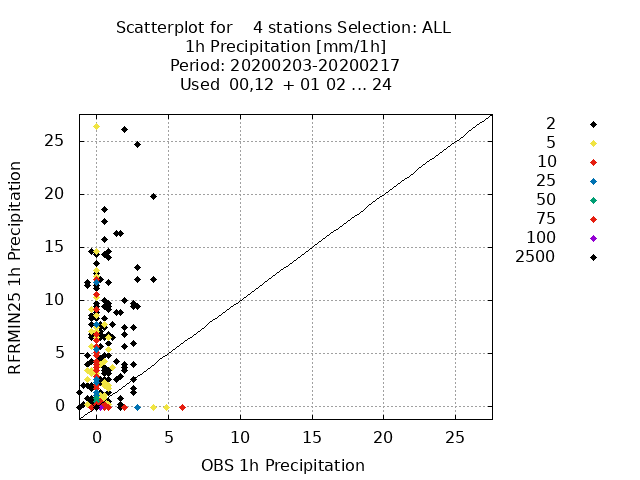 Scatterplot for    4 stations Selection: ALL
1h Precipitation [mm/1h]
Period: 20200203-20200217
Used  00,12  + 01 02 ... 24
RFRMIN25 1h Precipitation
25
20
15
10
5
0
0 5 10 15 20 25
OBS 1h Precipitation
2
5
10
25
50
75
100
2500